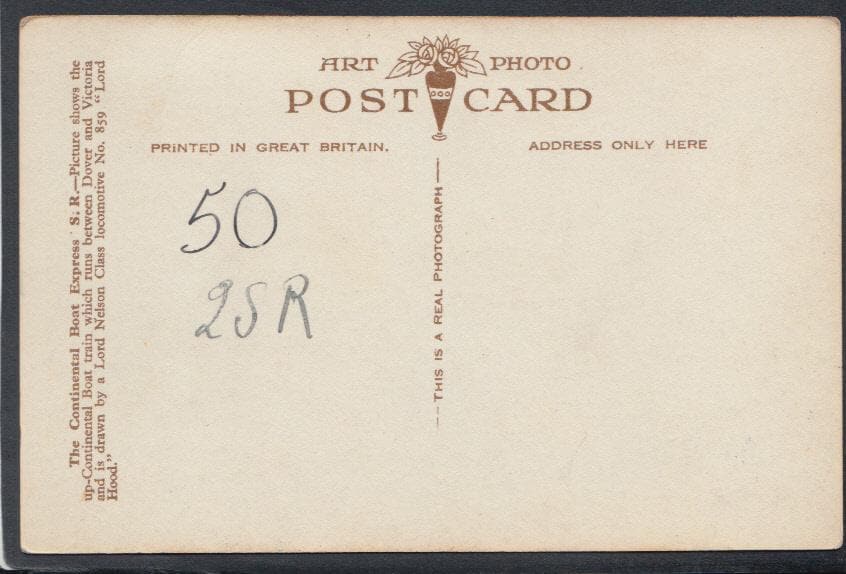 The Continental Boat Express S. R.—Picture shows the
up-Continental Boat train which runs between Dover and Victoria
and is drawn by a Lord Nelson Class locomotive No. 859 "Lord
Hood."
ART PHOTO
POST CARD
PRINTED IN GREAT BRITAIN.
ADDRESS ONLY HERE
THIS IS A REAL PHOTOGRAPH
50
2SR